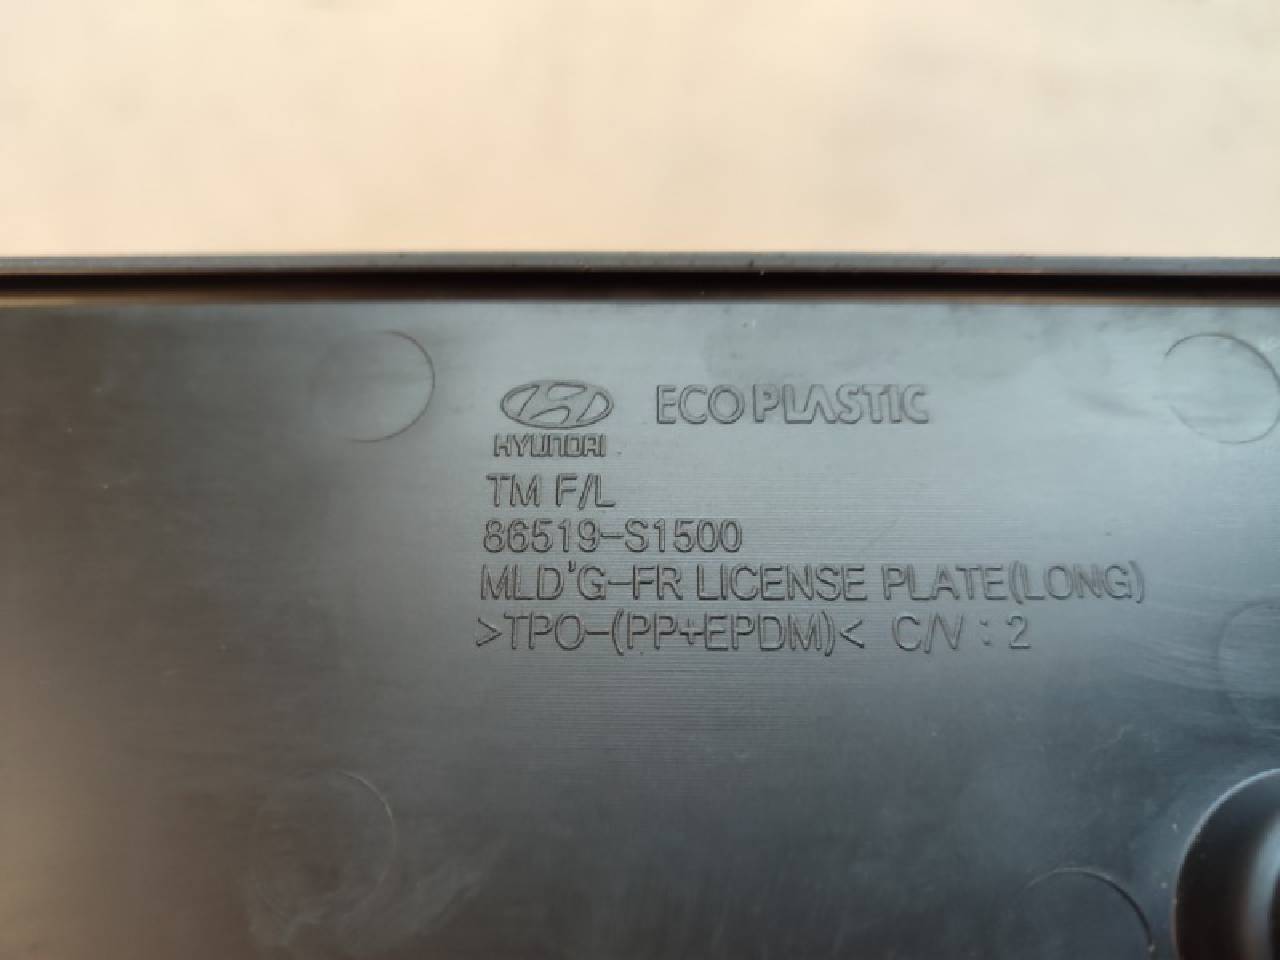 ECOPLASTIC
HYUNDAI
TM F/L
86519-S1500
MLD'G-FR LICENSE PLATE(LONG)
>TPO-(PP+EPDM)< C/V : 2